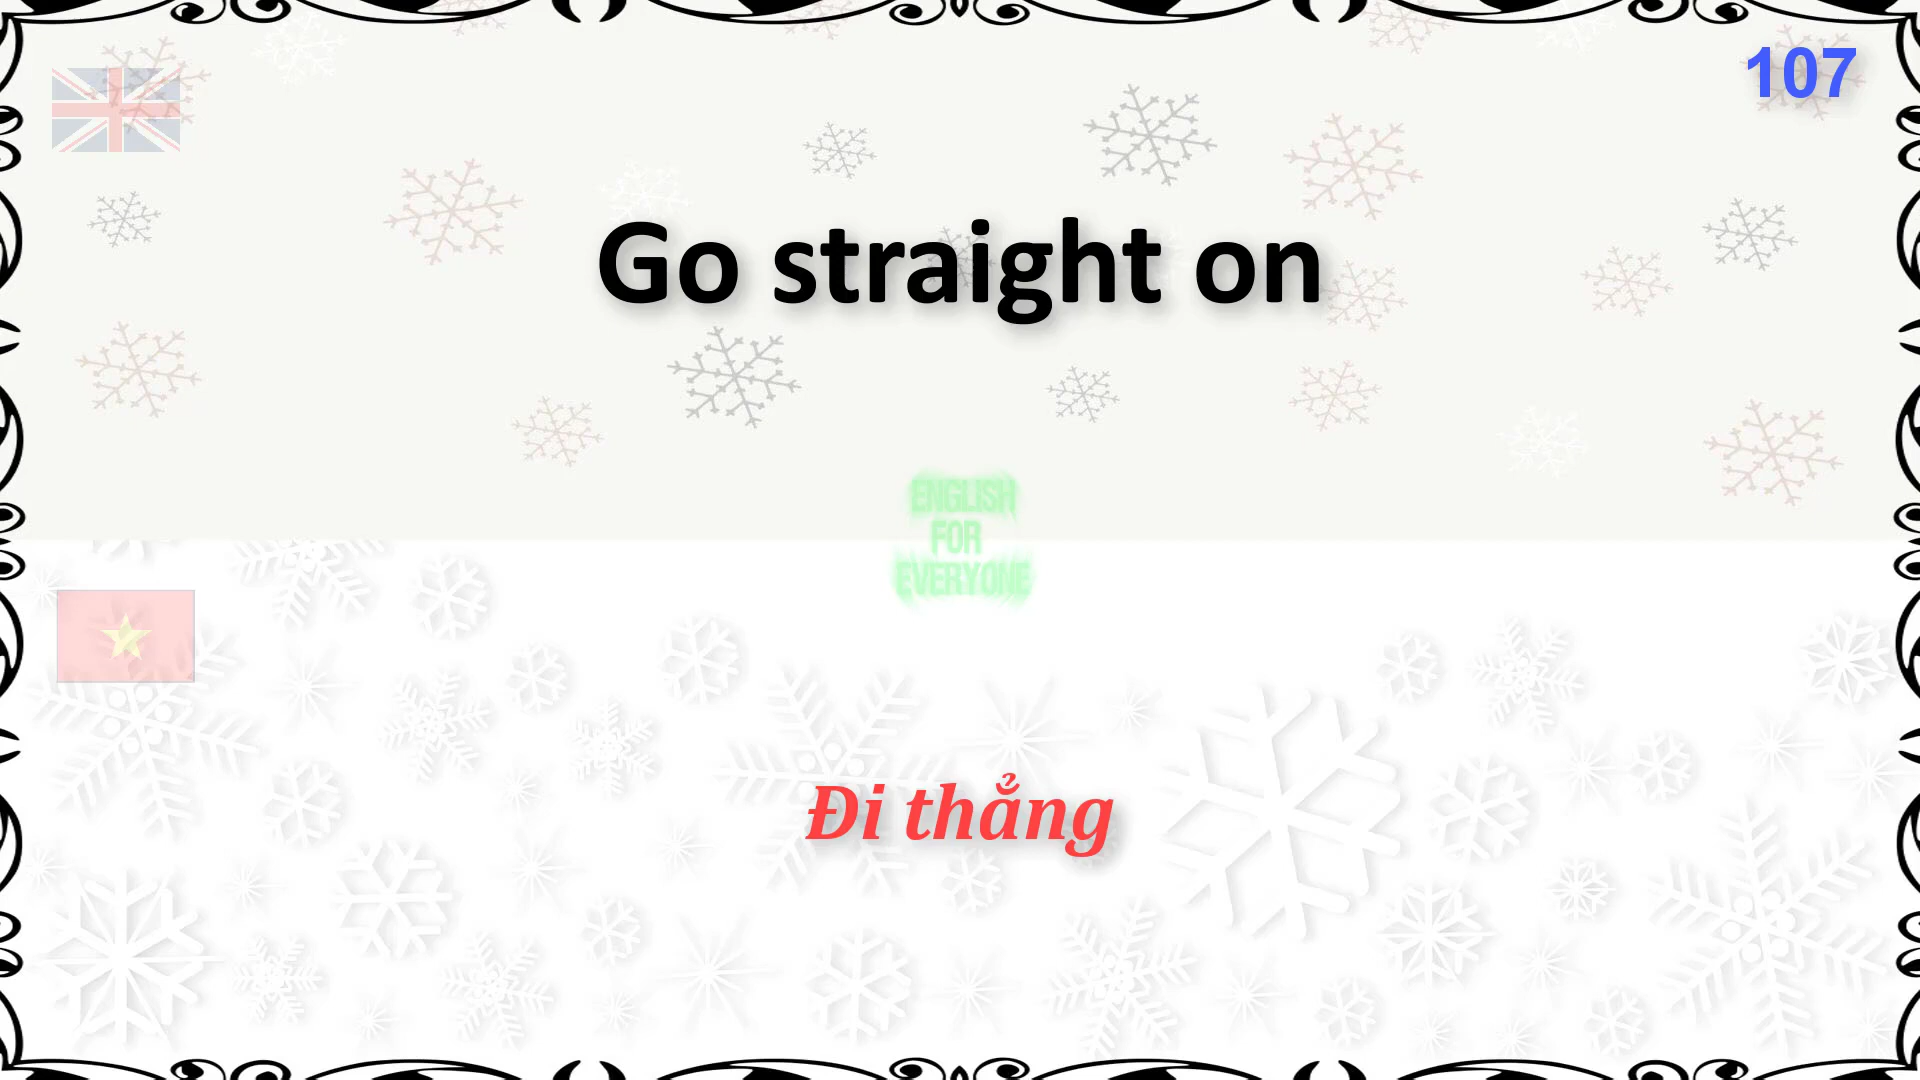 107
Go straight on
ENGLISH
FOR
EVERYONE
Đi thẳng